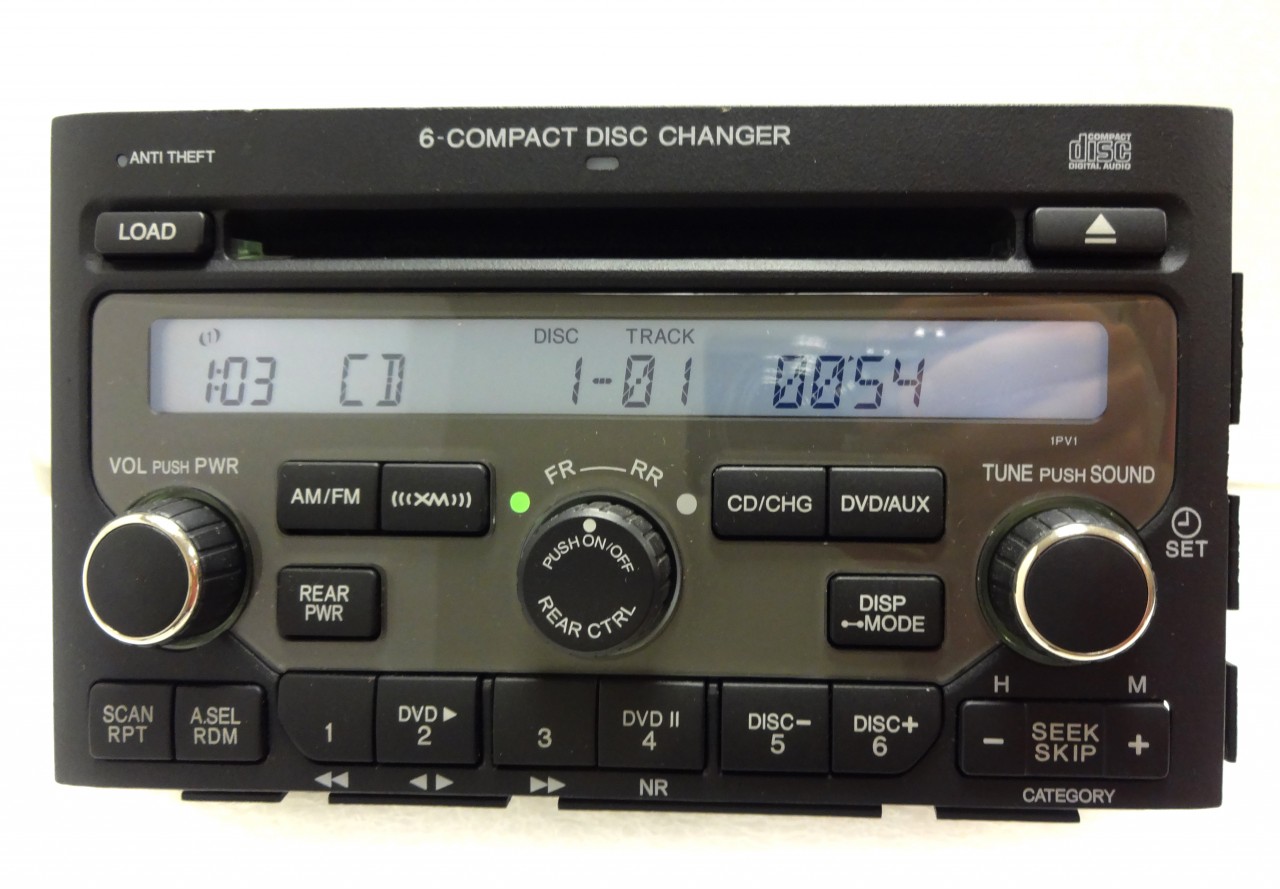 6-COMPACT DISC CHANGER
ANTI THEFT
COMPACT
disc
DIGITAL AUDIO
LOAD
(1) DISC TRACK
1:03 CD 1-01 00'54
1PV1
VOL PUSH PWR
FR RR
TUNE PUSH SOUND
AM/FM
(((XM)))
CD/CHG
DVD/AUX
SET
PUSH ON/OFF
REAR CTRL
REAR
PWR
DISP
MODE
H M
SCAN
RPT
A.SEL
RDM
1
DVD ▶
2
3
DVD II
4
DISC-
5
DISC+
6
- SEEK
SKIP +
◀◀ ◀ ▶ ▶▶ NR
CATEGORY